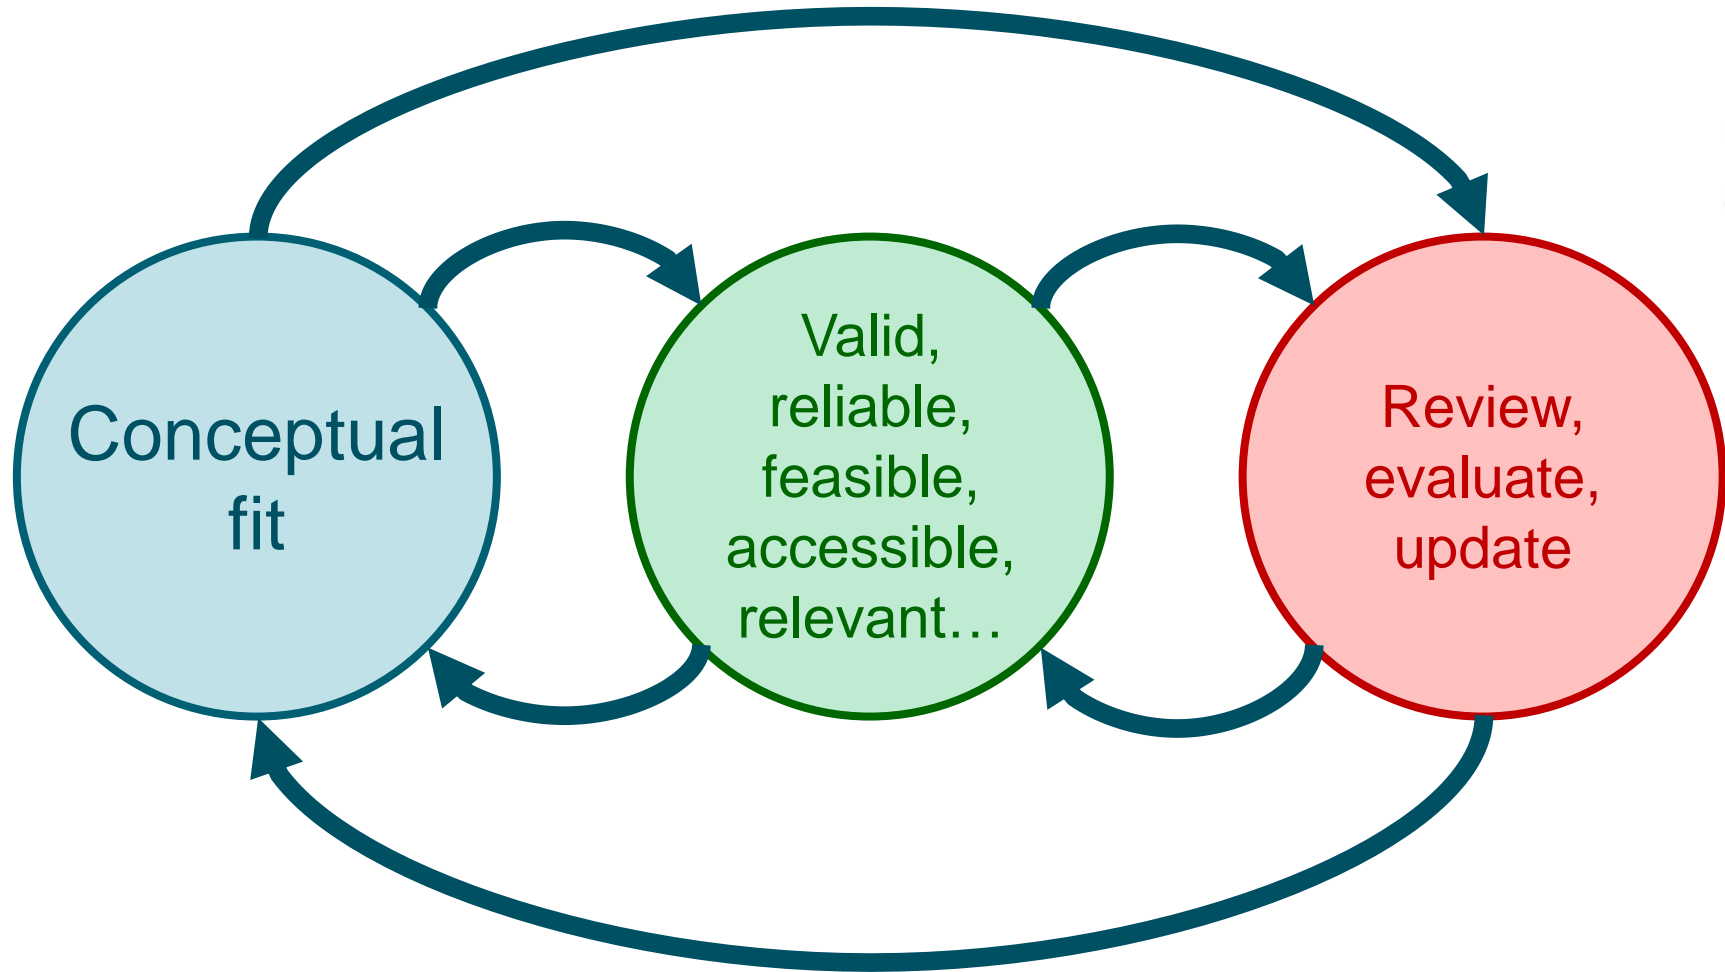 Conceptual
fit
Valid,
reliable,
feasible,
accessible,
relevant…
Review,
evaluate,
update